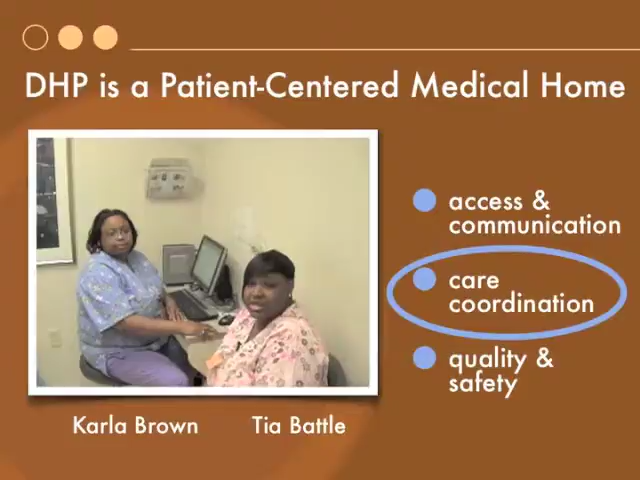 DHP is a Patient-Centered Medical Home
access &
communication
care
coordination
quality &
safety
Karla Brown
Tia Battle